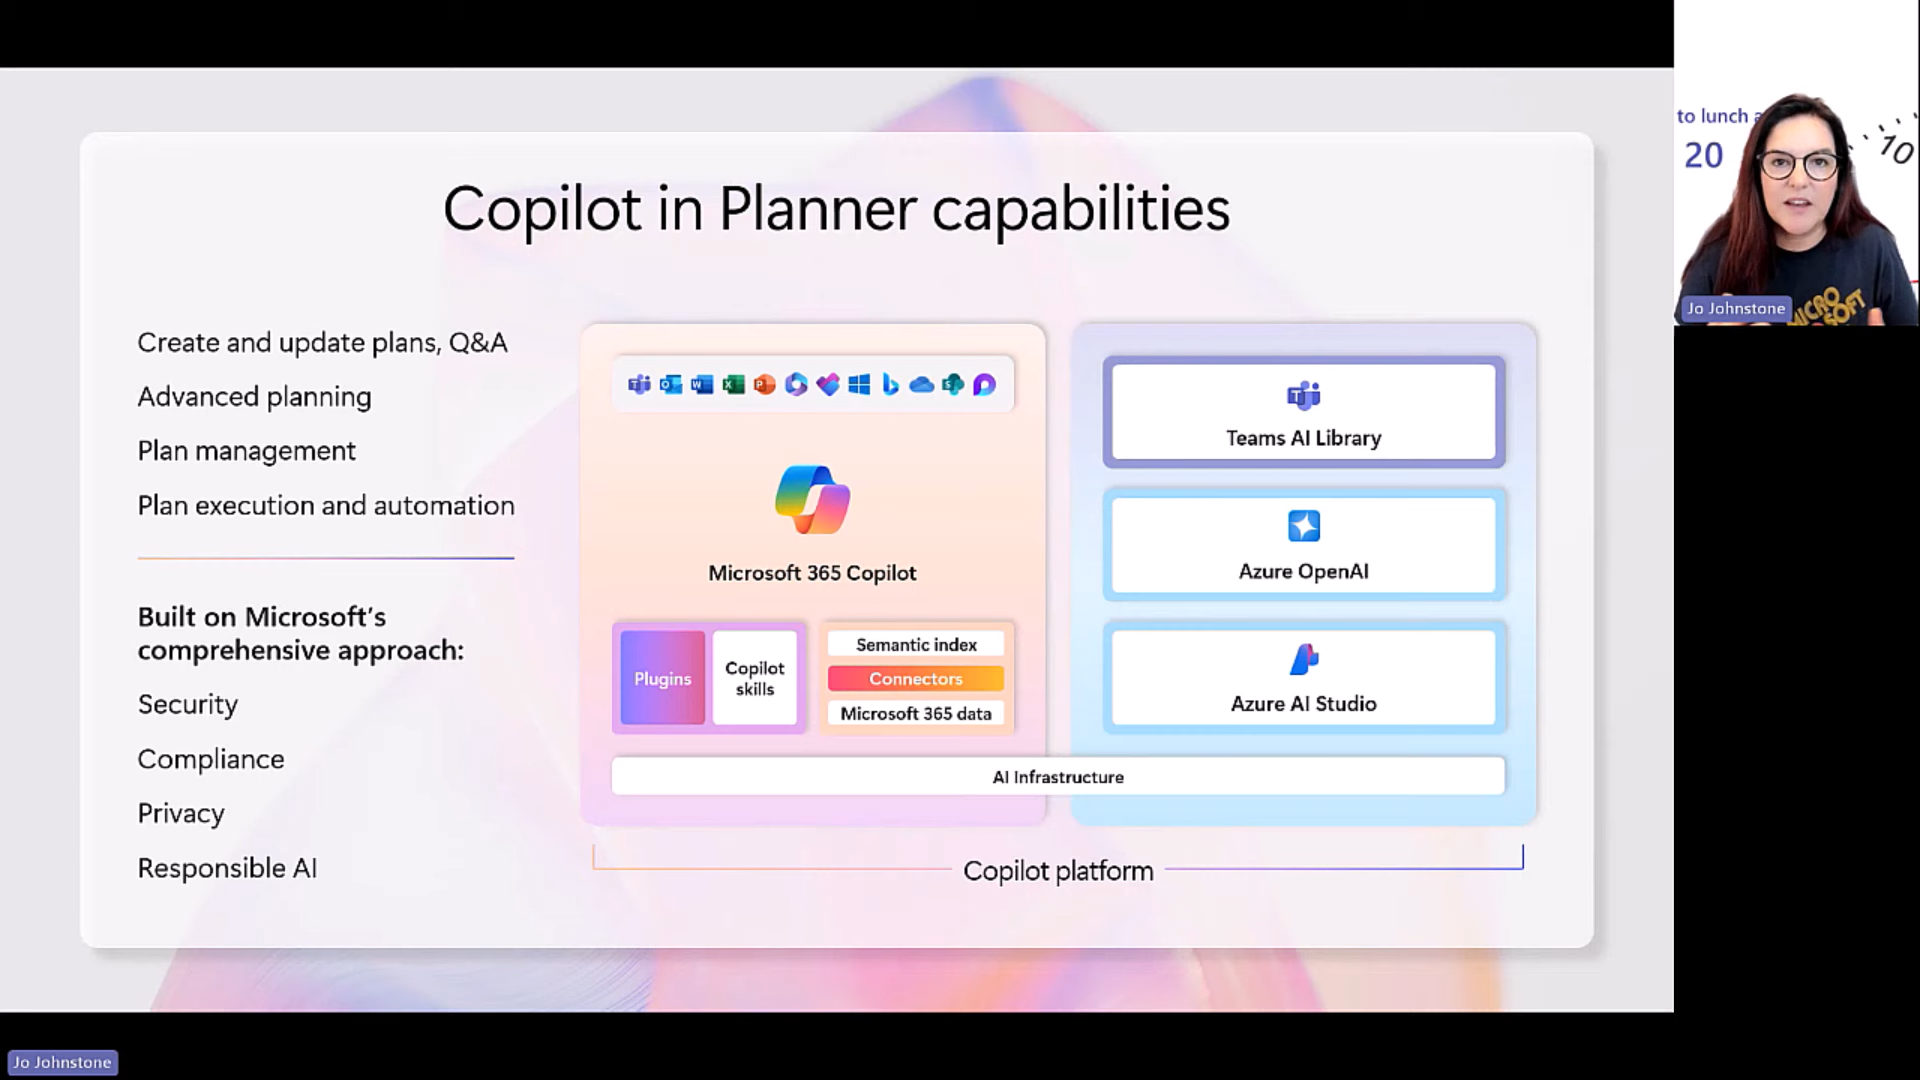 Copilot in Planner capabilities
Create and update plans, Q&A
Advanced planning
Plan management
Plan execution and automation
Built on Microsoft’s
comprehensive approach:
Security
Compliance
Privacy
Responsible AI
Microsoft 365 Copilot
Plugins
Copilot
skills
Semantic index
Connectors
Microsoft 365 data
Teams AI Library
Azure OpenAI
Azure AI Studio
AI Infrastructure
Copilot platform
to lunch a
20
10
MICRO
SOFT
Jo Johnstone
Jo Johnstone